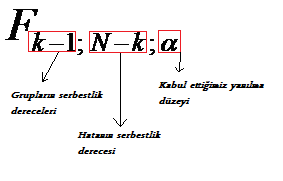 F k−1; N−k; α
Grupların serbestlik
dereceleri
Kabul ettiğimiz yanılma
düzeyi
Hatanın serbestlik
derecesi